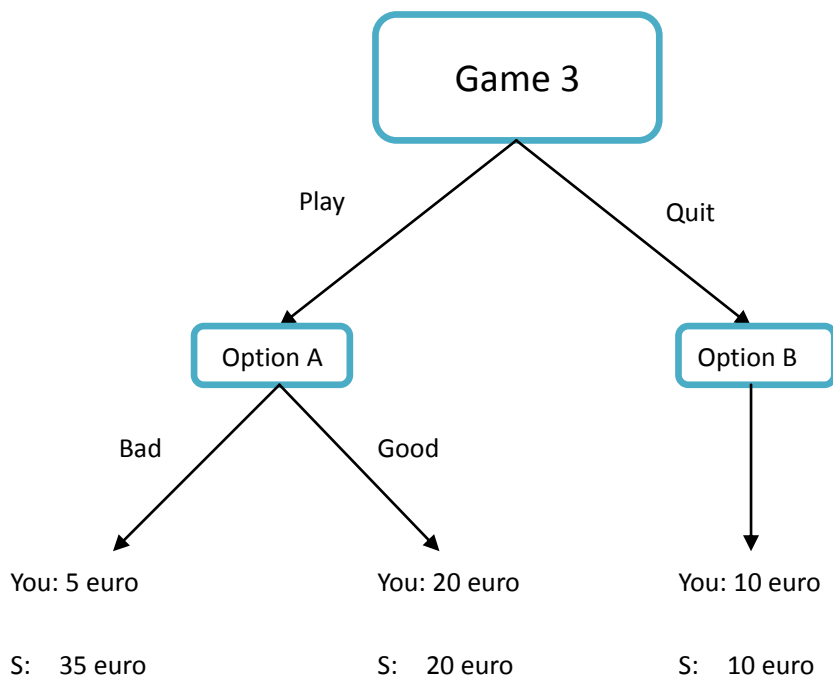 Game 3
Play
Quit
Option A
Option B
Bad
Good
You: 5 euro
You: 20 euro
You: 10 euro
S: 35 euro
S: 20 euro
S: 10 euro